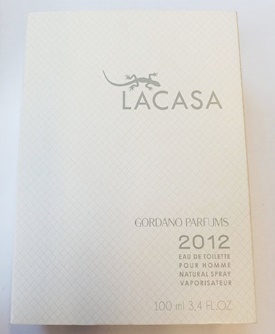 LACASA
GORDANO PARFUMS
2012
EAU DE TOILETTE
POUR HOMME
NATURAL SPRAY
VAPORISATEUR
100 ml 3,4 FL.OZ